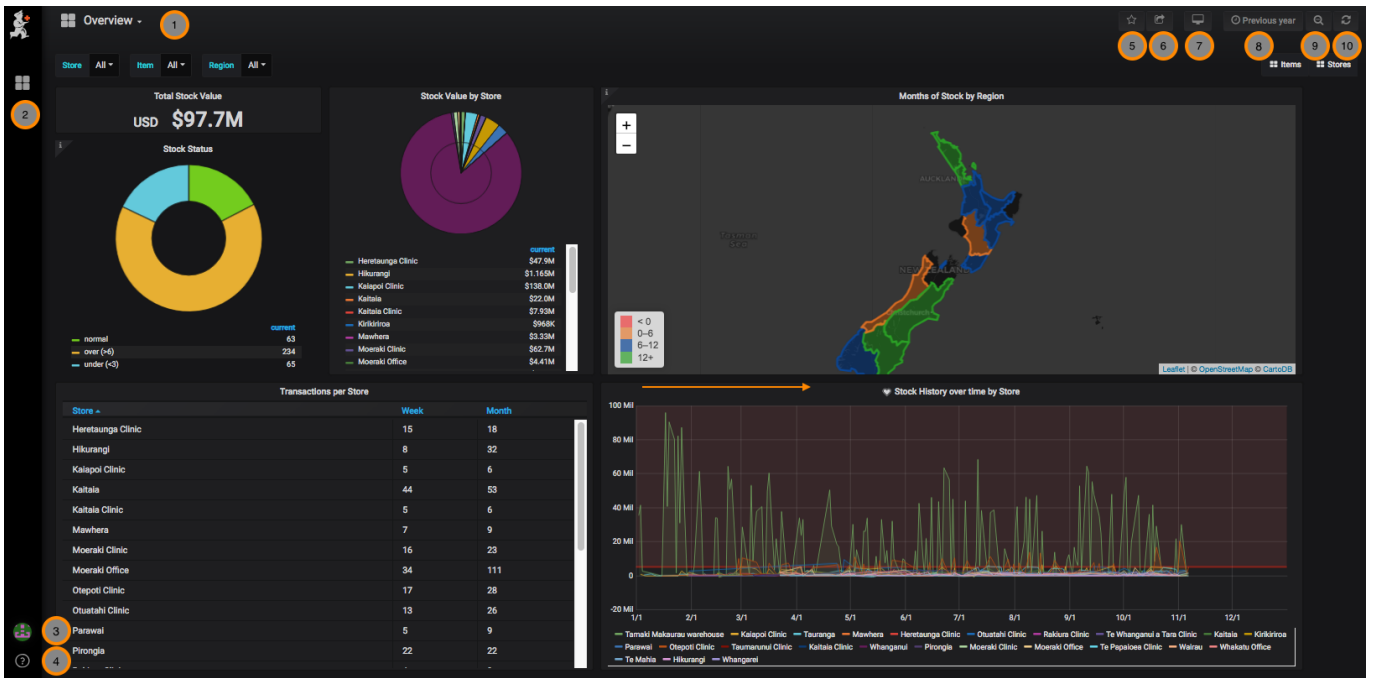 Overview
1
Previous year
5 6 7 8 9 10
Store All Item All Region All
Items Stores
2
Total Stock Value
USD $97.7M
Stock Status
current
normal 63
over (>6) 234
under (<3) 65
Stock Value by Store
current
Heretaunga Clinic $47.9M
Hikurangi $1.165M
Kaiapoi Clinic $138.0M
Kaitaia $22.0M
Kaitaia Clinic $7.93M
Kirikiriroa $968K
Mawhera $3.33M
Moeraki Clinic $62.7M
Moeraki Office $4.41M
i
Months of Stock by Region
+
−
AUCKLAND
Tasman
Sea
NEW ZEALAND
< 0
0–6
6–12
12+
Leaflet | © OpenStreetMap © CartoDB
Transactions per Store
Store Week Month
Heretaunga Clinic 15 18
Hikurangi 8 32
Kaiapoi Clinic 5 6
Kaitaia 44 53
Kaitaia Clinic 5 6
Mawhera 7 9
Moeraki Clinic 16 23
Moeraki Office 34 111
Otepoti Clinic 17 28
Otuatahi Clinic 13 26
Parawai 5 9
Pirongia 22 22
3
4
?
Stock History over time by Store
100 Mil
80 Mil
60 Mil
40 Mil
20 Mil
0
-20 Mil
1/1 2/1 3/1 4/1 5/1 6/1 7/1 8/1 9/1 10/1 11/1 12/1
Tamaki Makaurau warehouse Kaiapoi Clinic Tauranga Mawhera Heretaunga Clinic Otuatahi Clinic Rakiura Clinic Te Whanganui a Tara Clinic Kaitaia Kirikiriroa
Parawai Otepoti Clinic Taumarunui Clinic Kaitaia Clinic Whanganui Pirongia Moeraki Clinic Moeraki Office Te Papaioea Clinic Wairau Whakatu Office
Te Mahia Hikurangi Whangarei